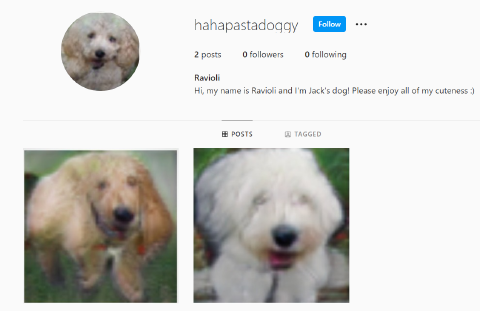 hahapastadoggy Follow •••
2 posts 0 followers 0 following
Ravioli
Hi, my name is Ravioli and I'm Jack's dog! Please enjoy all of my cuteness :)
POSTS TAGGED